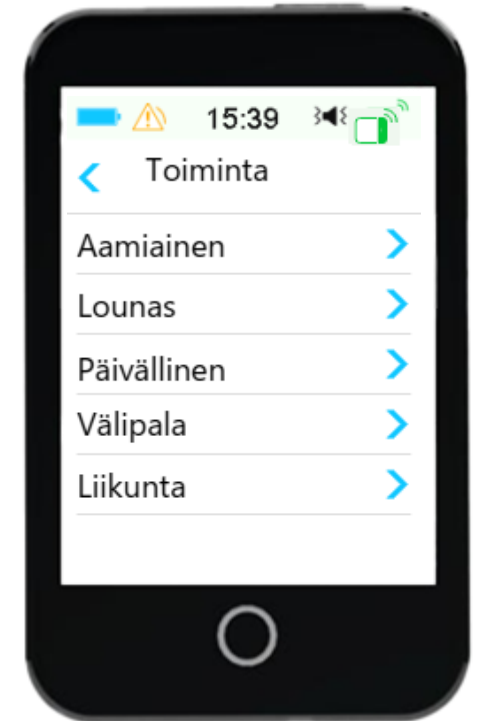 15:39
Toiminta
Aamiainen
Lounas
Päivällinen
Välipala
Liikunta